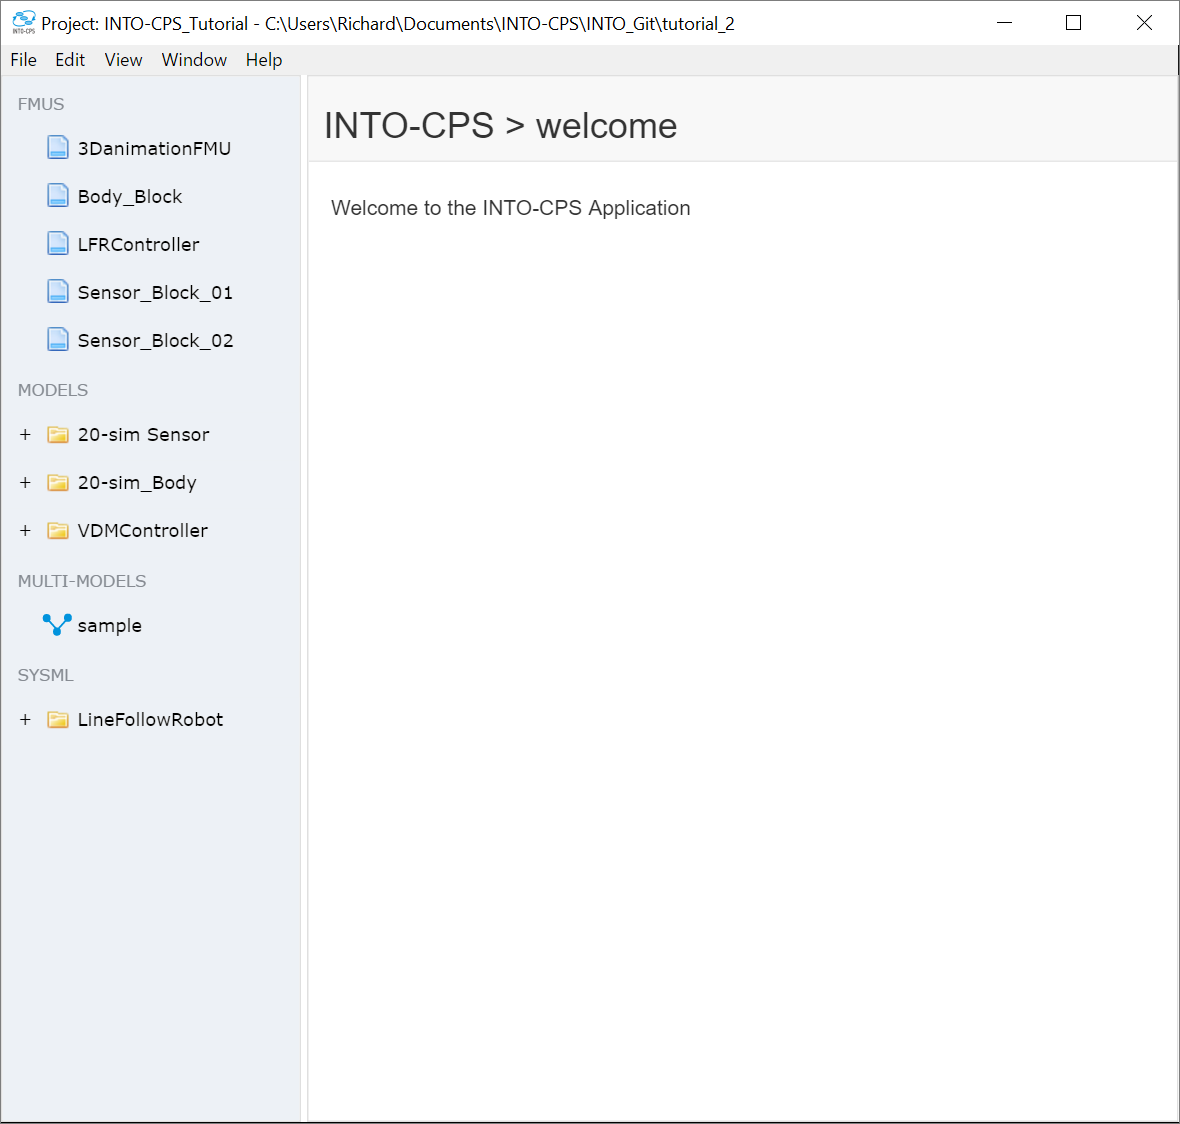 INTO-CPS Project: INTO-CPS_Tutorial - C:\Users\Richard\Documents\INTO-CPS\INTO_Git\tutorial_2
File Edit View Window Help
FMUS
3DanimationFMU
Body_Block
LFRController
Sensor_Block_01
Sensor_Block_02
MODELS
+ 20-sim Sensor
+ 20-sim_Body
+ VDMController
MULTI-MODELS
sample
SYSML
+ LineFollowRobot
INTO-CPS > welcome
Welcome to the INTO-CPS Application